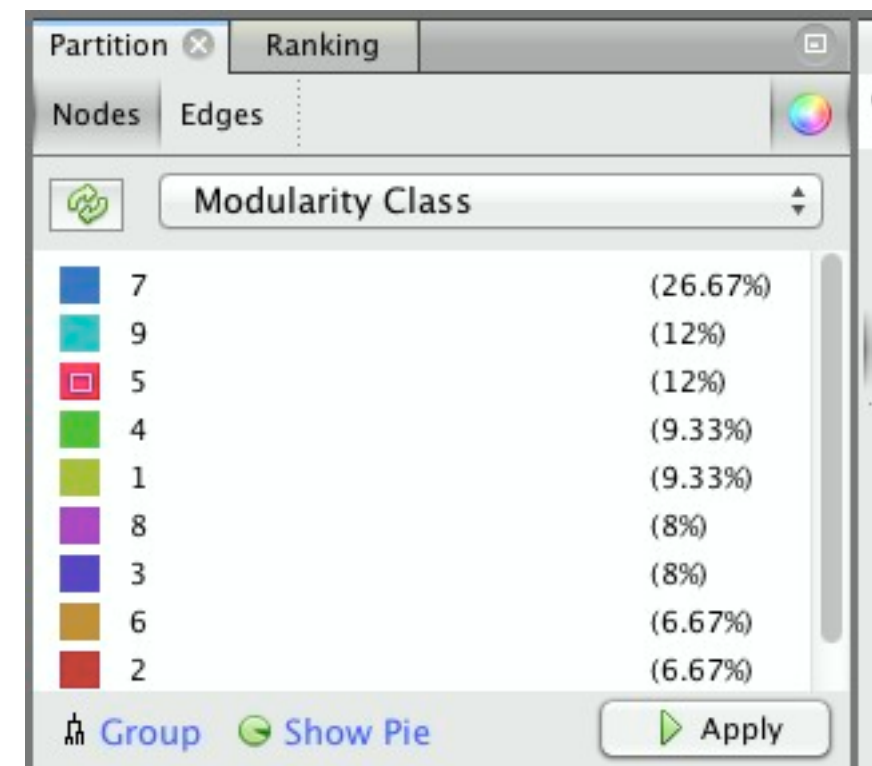 Partition Ranking
Nodes Edges
Modularity Class
7 (26.67%)
9 (12%)
5 (12%)
4 (9.33%)
1 (9.33%)
8 (8%)
3 (8%)
6 (6.67%)
2 (6.67%)
Group Show Pie Apply